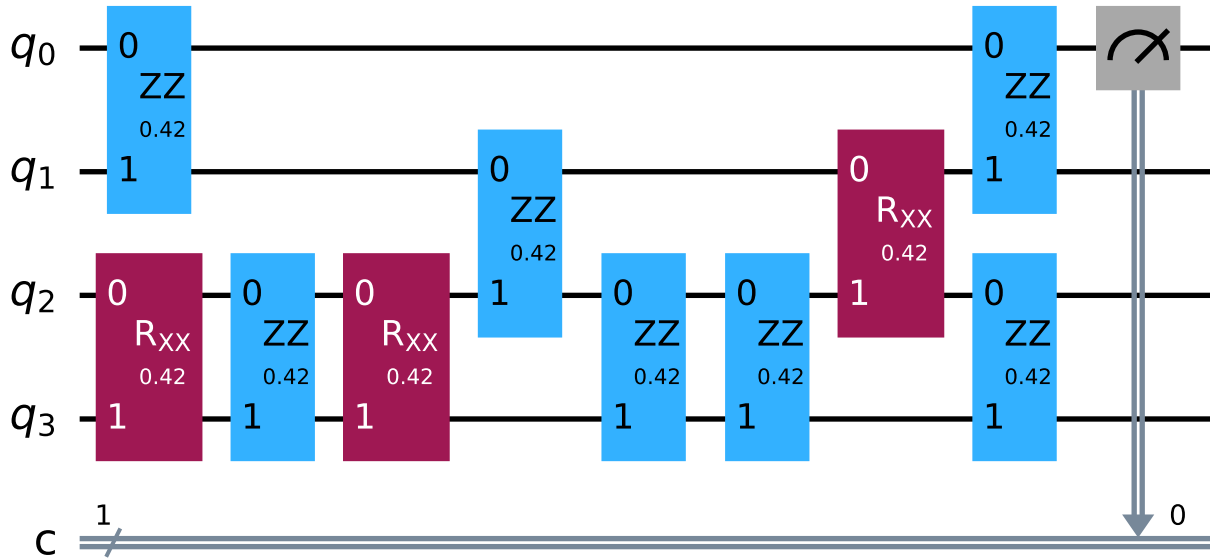 q0 0 ZZ 0.42 1 0 ZZ 0.42 1
q1 0 ZZ 0.42 1 0 RXX 0.42 1
q2 0 RXX 0.42 1 0 ZZ 0.42 1 0 RXX 0.42 1 0 ZZ 0.42 1 0 ZZ 0.42 1 0 ZZ 0.42 1
q3
c 1 0